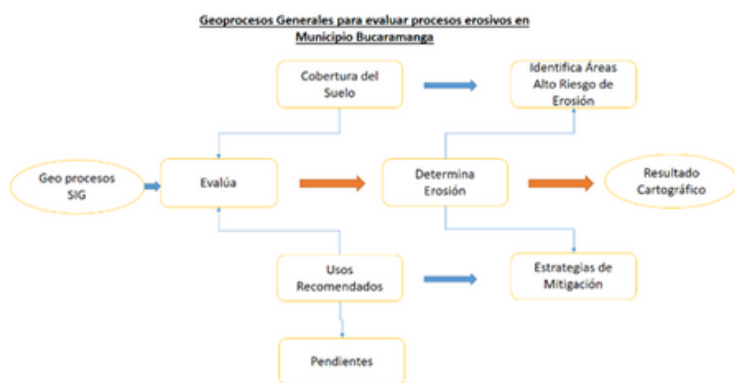 Geoprocesos Generales para evaluar procesos erosivos en
Municipio Bucaramanga
Cobertura del
Suelo
Identifica Áreas
Alto Riesgo de
Erosión
Geo procesos
SIG
Evalúa
Determina
Erosión
Resultado
Cartográfico
Usos
Recomendados
Estrategias de
Mitigación
Pendientes